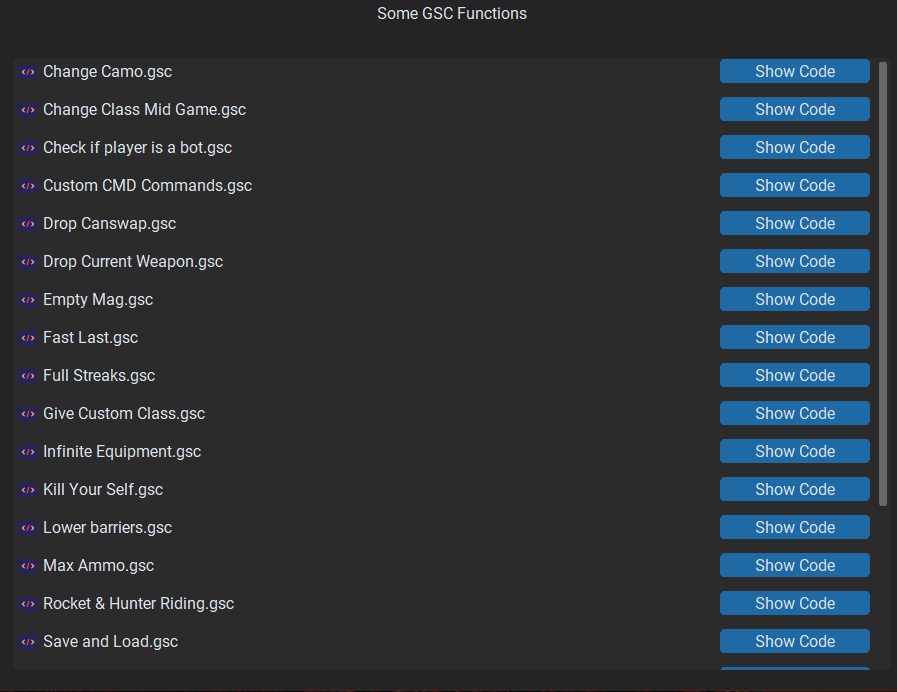 Some GSC Functions
Change Camo.gsc Show Code
Change Class Mid Game.gsc Show Code
Check if player is a bot.gsc Show Code
Custom CMD Commands.gsc Show Code
Drop Canswap.gsc Show Code
Drop Current Weapon.gsc Show Code
Empty Mag.gsc Show Code
Fast Last.gsc Show Code
Full Streaks.gsc Show Code
Give Custom Class.gsc Show Code
Infinite Equipment.gsc Show Code
Kill Your Self.gsc Show Code
Lower barriers.gsc Show Code
Max Ammo.gsc Show Code
Rocket & Hunter Riding.gsc Show Code
Save and Load.gsc Show Code